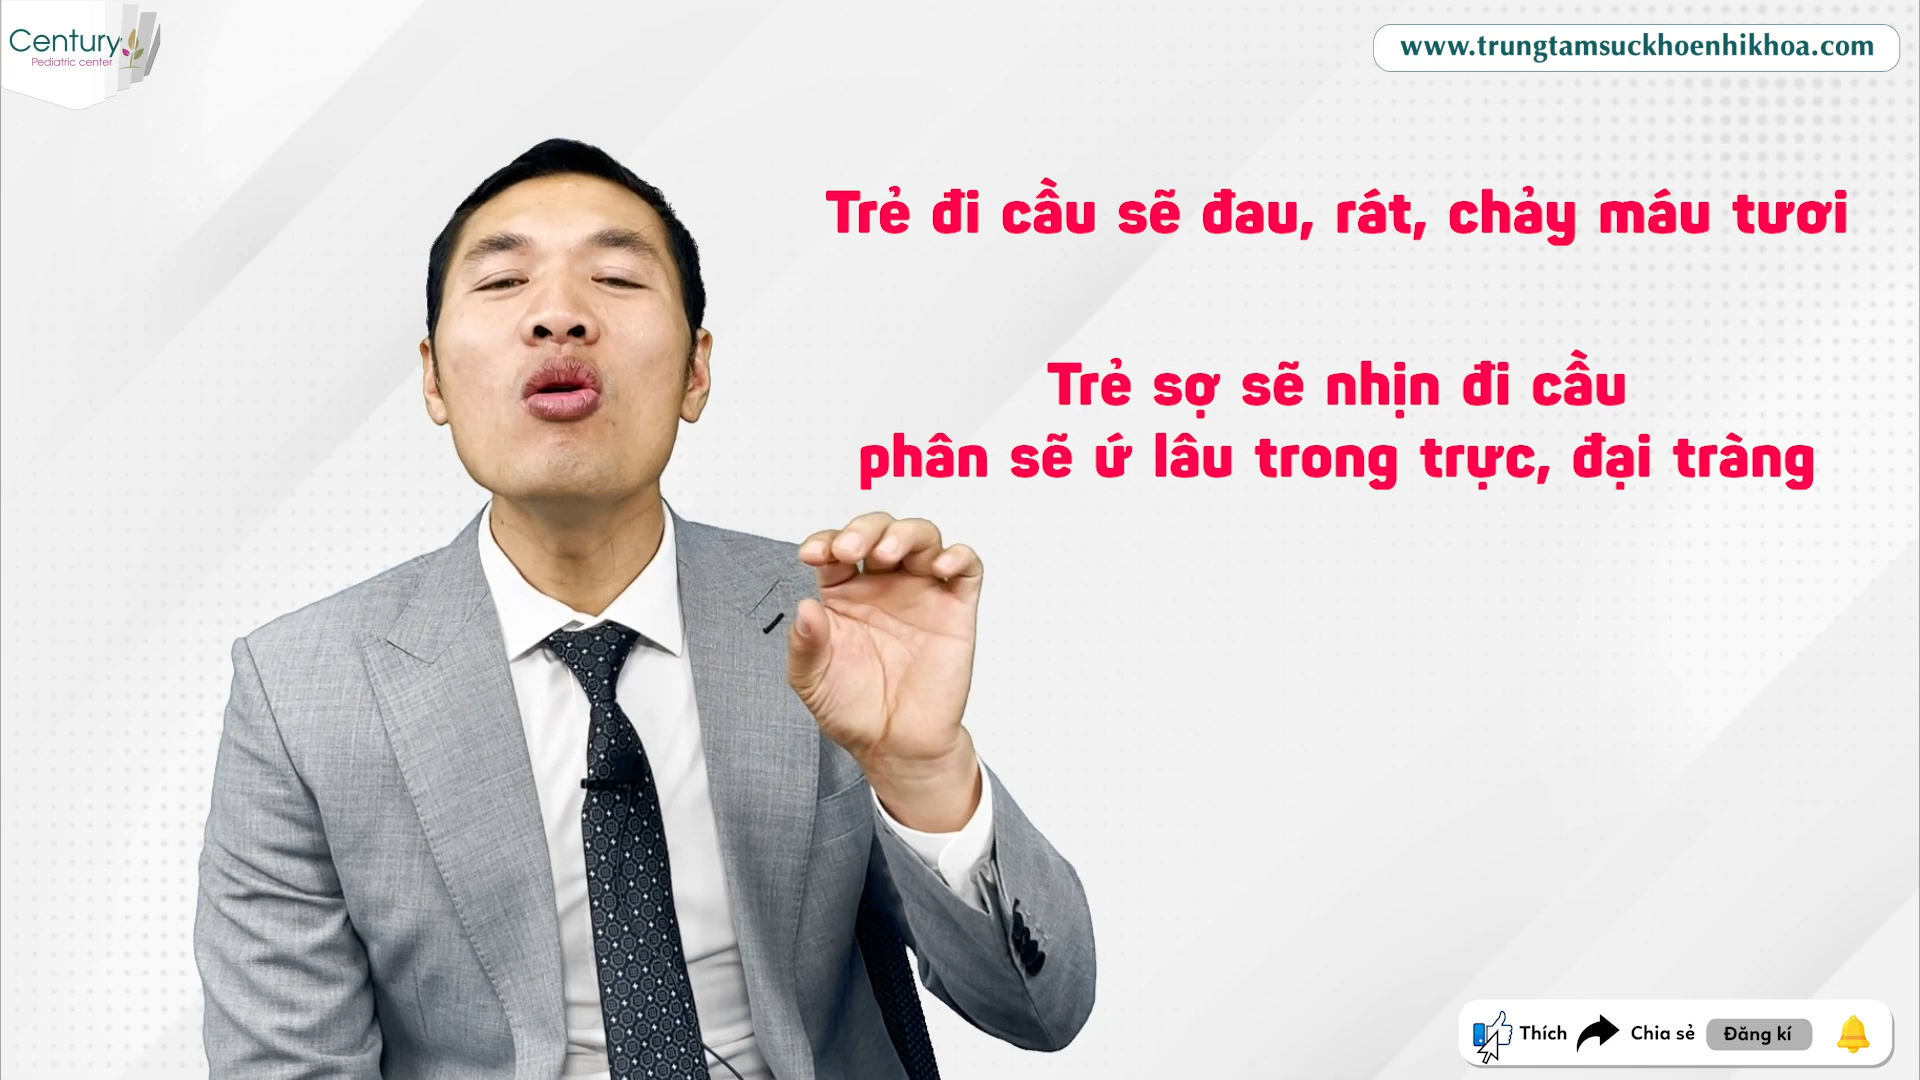 Century
Pediatric center
www.trungtamsuckhoenhikhoa.com
Trẻ đi cầu sẽ đau, rát, chảy máu tươi
Trẻ sợ sẽ nhịn đi cầu
phân sẽ ứ lâu trong trực, đại tràng
Thích Chia sẻ Đăng kí